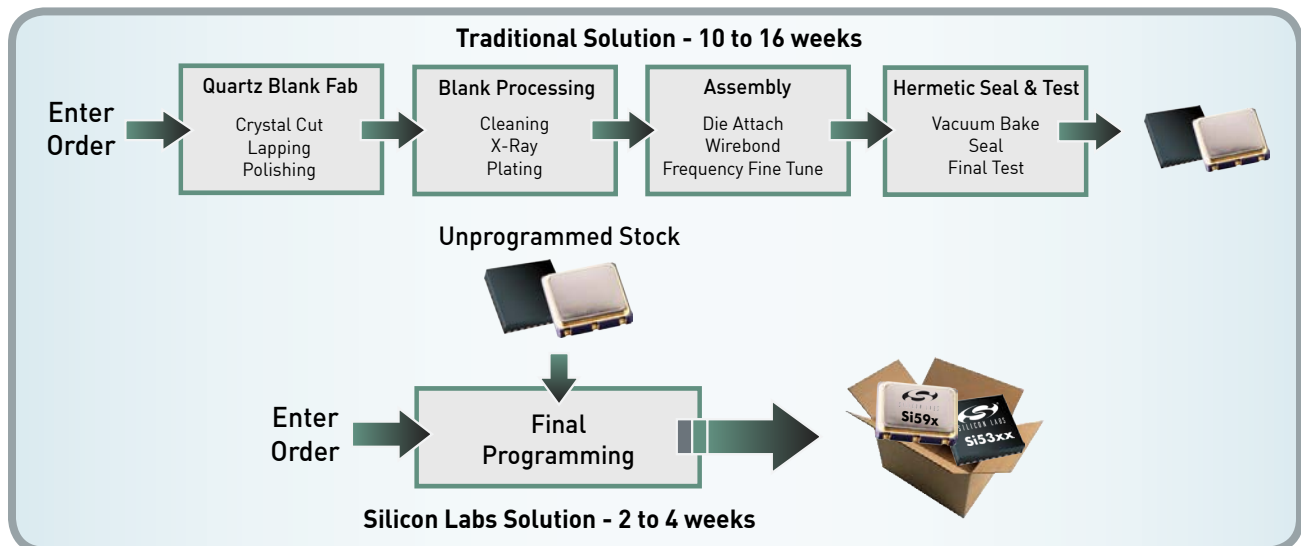 Traditional Solution - 10 to 16 weeks
Enter
Order
Quartz Blank Fab
Crystal Cut
Lapping
Polishing
Blank Processing
Cleaning
X-Ray
Plating
Assembly
Die Attach
Wirebond
Frequency Fine Tune
Hermetic Seal & Test
Vacuum Bake
Seal
Final Test
Unprogrammed Stock
Enter
Order
Final
Programming
SILICON LABS
Si59x
SILICON LABS
Si53xx
Silicon Labs Solution - 2 to 4 weeks